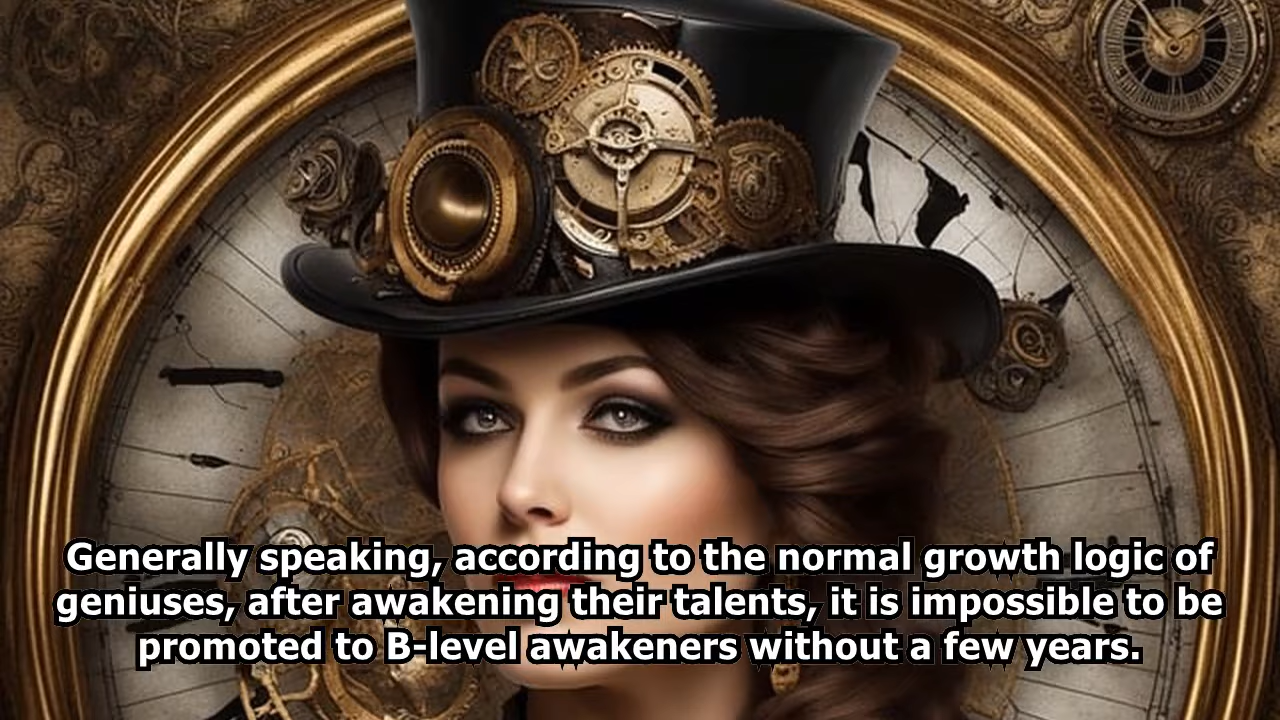 Generally speaking, according to the normal growth logic of
geniuses, after awakening their talents, it is impossible to be
promoted to B-level awakeners without a few years.